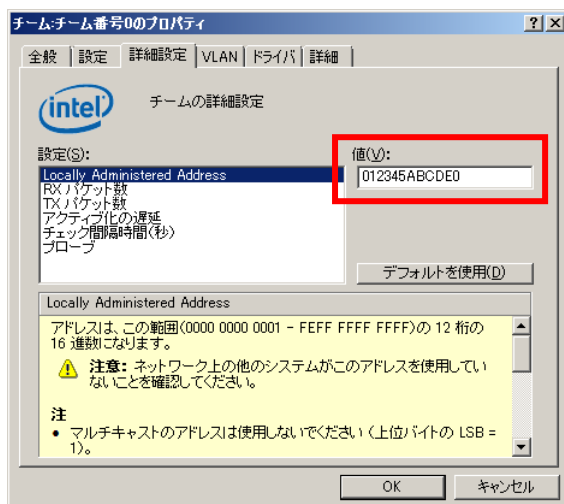 チーム:チーム番号0のプロパティ
全般 設定 詳細設定 VLAN ドライバ 詳細
intel
チームの詳細設定
設定(S):
値(V):
Locally Administered Address
012345ABCDE0
RX パケット数
TX パケット数
アクティブ化の遅延
チェック間隔時間(秒)
プローブ
デフォルトを使用(D)
Locally Administered Address
アドレスは、この範囲(0000 0000 0001 - FEFF FFFF FFFF)の 12 桁の
16 進数になります。
注意: ネットワーク上の他のシステムがこのアドレスを使用してい
ないことを確認してください。
注
• マルチキャストのアドレスは使用しないでください (上位バイトの LSB =
1)。
OK キャンセル